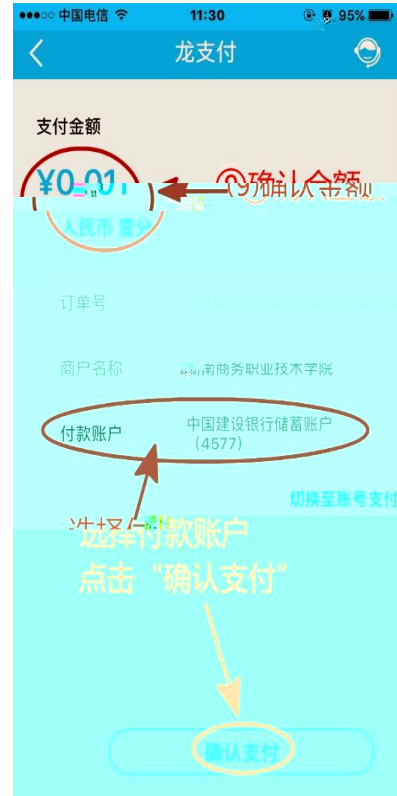 中国电信 11:30 95%
龙支付
支付金额
¥0.01
确认金额
人民币 壹分
订单号
商户名称 南商务职业技术学院
付款账户 中国建设银行储蓄账户
(4577)
切换至账号支付
选择付款账户
点击“确认支付”
确认支付